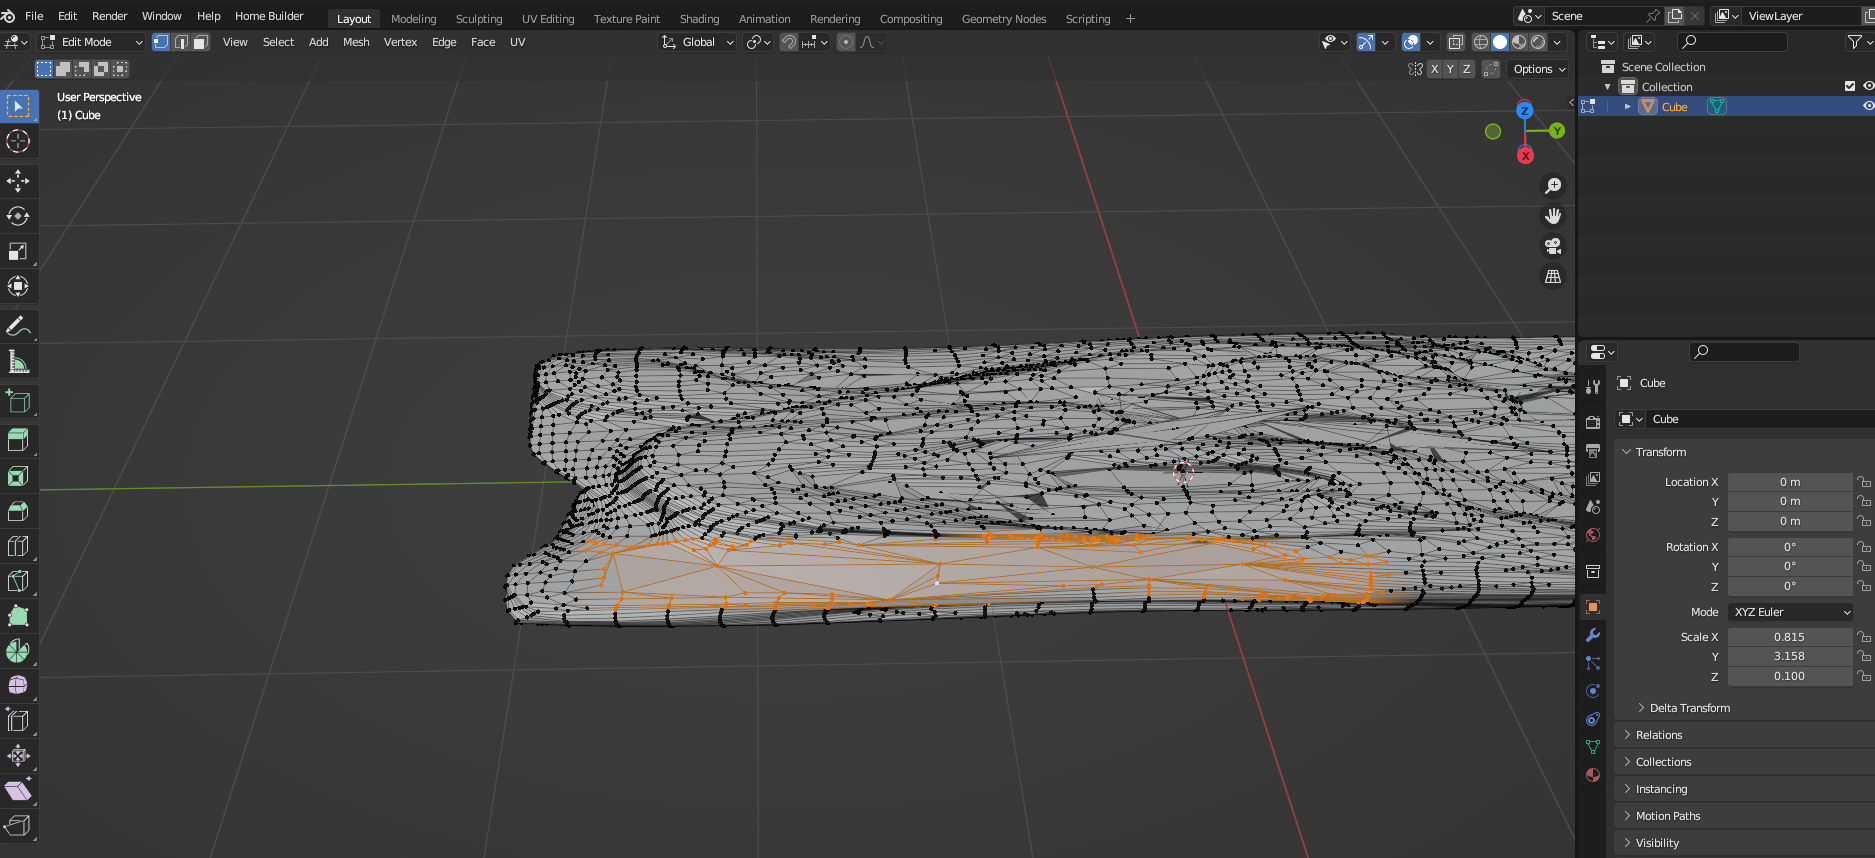 File Edit Render Window Help Home Builder Layout Modeling Sculpting UV Editing Texture Paint Shading Animation Rendering Compositing Geometry Nodes Scripting + Scene ViewLayer
Edit Mode View Select Add Mesh Vertex Edge Face UV Global
X Y Z Options
User Perspective
(1) Cube
Z
Y
X
Scene Collection
Collection
Cube
Cube
Cube
Transform
Location X 0 m
Y 0 m
Z 0 m
Rotation X 0°
Y 0°
Z 0°
Mode XYZ Euler
Scale X 0.815
Y 3.158
Z 0.100
Delta Transform
Relations
Collections
Instancing
Motion Paths
Visibility